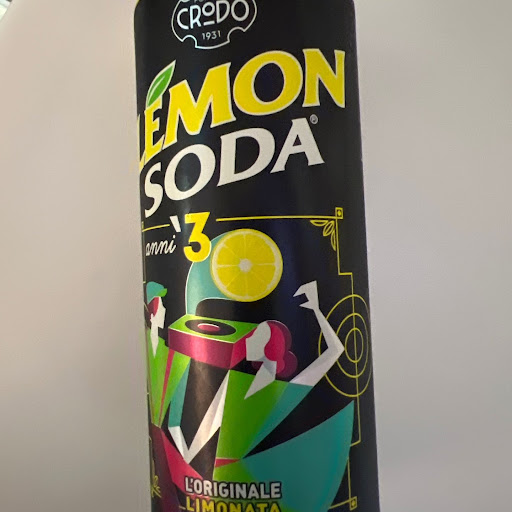 CRODO
1931
LEMON
SODA®
anni '3
L'ORIGINALE
LIMONATA